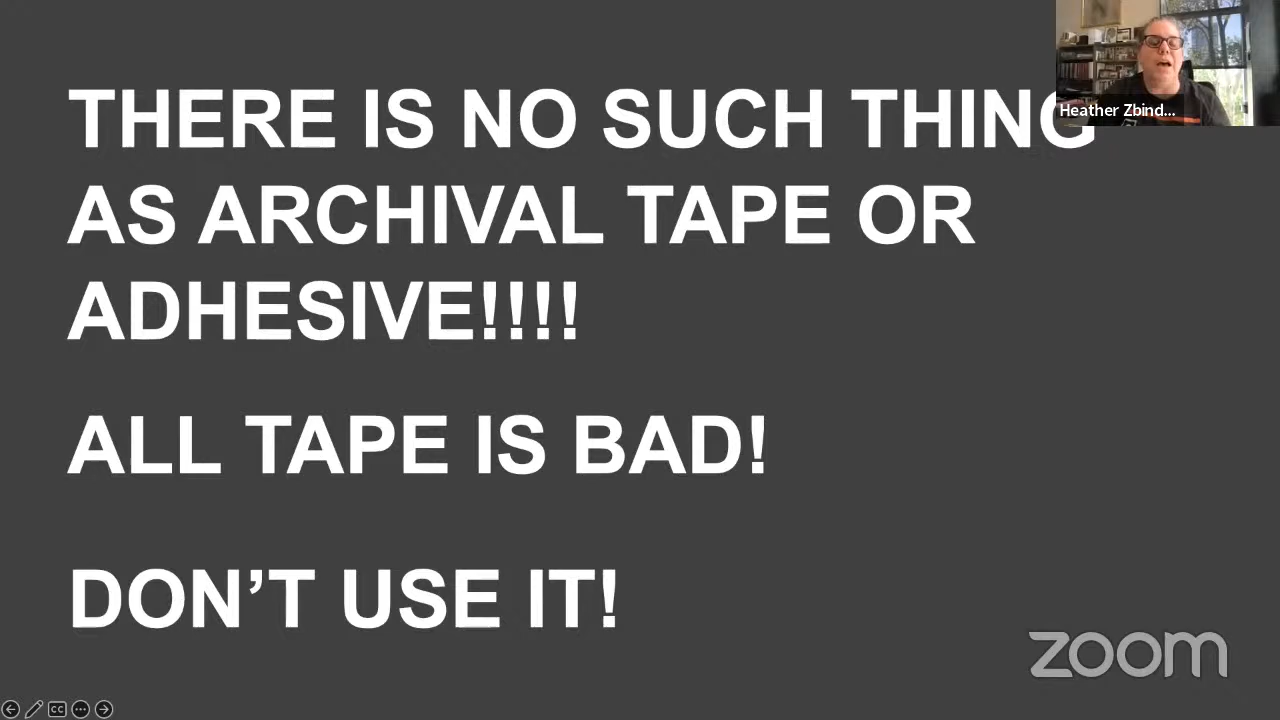 THERE IS NO SUCH THING
AS ARCHIVAL TAPE OR
ADHESIVE!!!!
ALL TAPE IS BAD!
DON'T USE IT!
Heather Zbind...
zoom
CC